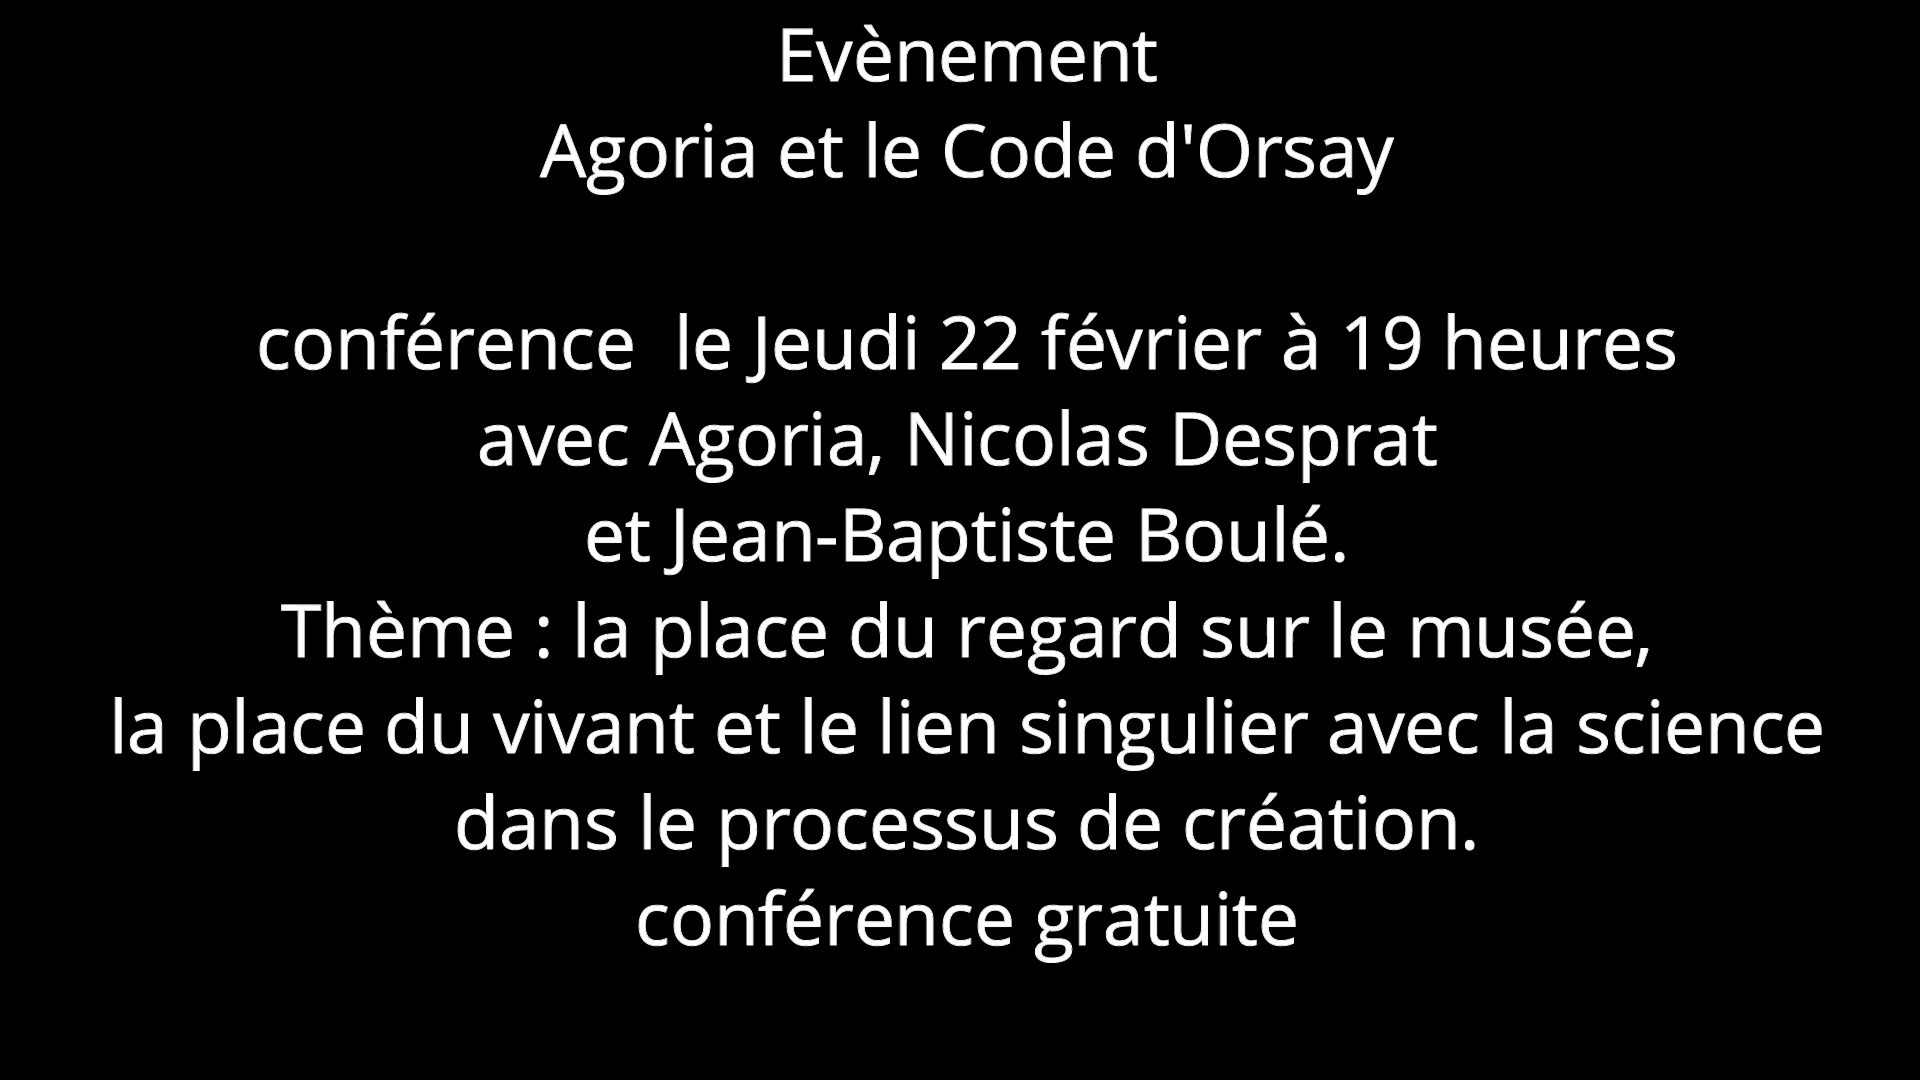 Evènement
Agoria et le Code d'Orsay
conférence  le Jeudi 22 février à 19 heures
avec Agoria, Nicolas Desprat
et Jean-Baptiste Boulé.
Thème : la place du regard sur le musée,
la place du vivant et le lien singulier avec la science
dans le processus de création.
conférence gratuite